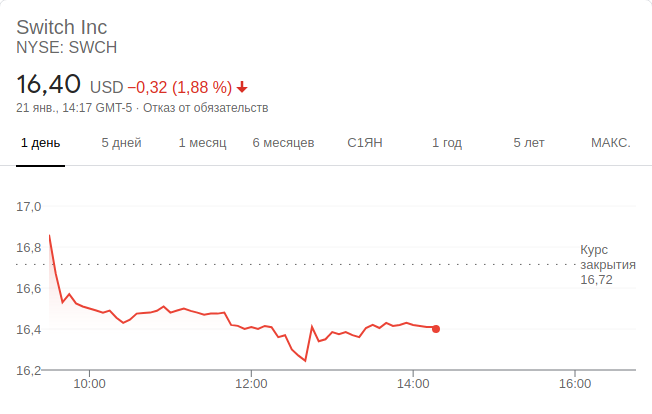 Switch Inc
NYSE: SWCH
16,40 USD −0,32 (1,88 %)
21 янв., 14:17 GMT-5 · Отказ от обязательств
1 день 5 дней 1 месяц 6 месяцев С1ЯН 1 год 5 лет МАКС.
17,0
16,8
16,6
16,4
16,2
Курс
закрытия
16,72
10:00 12:00 14:00 16:00